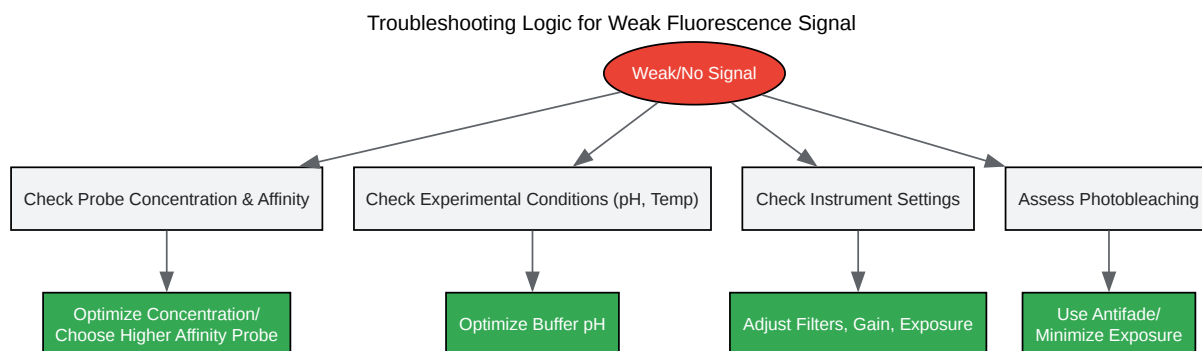 Troubleshooting Logic for Weak Fluorescence Signal
Weak/No Signal
Check Probe Concentration & Affinity
Check Experimental Conditions (pH, Temp)
Check Instrument Settings
Assess Photobleaching
Optimize Concentration/
Choose Higher Affinity Probe
Optimize Buffer pH
Adjust Filters, Gain, Exposure
Use Antifade/
Minimize Exposure